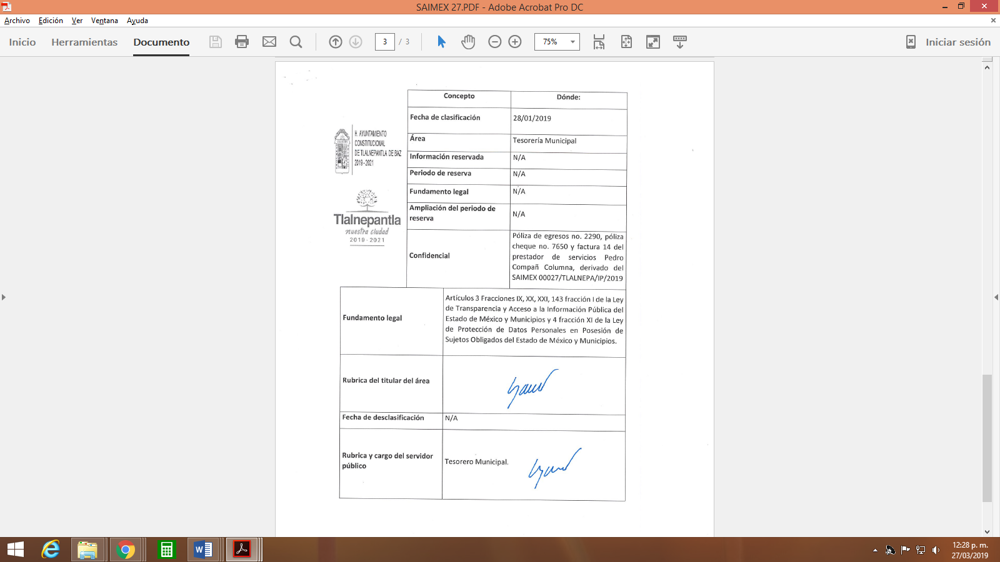 SAIMEX 27.PDF - Adobe Acrobat Pro DC
Archivo Edición Ver Ventana Ayuda
Inicio Herramientas Documento 3 / 3 75% Iniciar sesión
Concepto Dónde:
Fecha de clasificación 28/01/2019
Área Tesorería Municipal
Información reservada N/A
Periodo de reserva N/A
Fundamento legal N/A
Ampliación del periodo de
reserva
N/A
Confidencial
Póliza de egresos no. 2290, póliza
cheque no. 7650 y factura 14 del
prestador de servicios Pedro
Compañ Columna, derivado del
SAIMEX 00027/TLALNEPA/IP/2019
H. AYUNTAMIENTO
CONSTITUCIONAL
DE TLALNEPANTLA DE BAZ
2019 - 2021
Tlalnepantla
nuestra ciudad
2019 - 2021
Fundamento legal
Artículos 3 Fracciones IX, XX, XXI, 143 fracción I de la Ley
de Transparencia y Acceso a la Información Pública del
Estado de México y Municipios y 4 fracción XI de la Ley
de Protección de Datos Personales en Posesión de
Sujetos Obligados del Estado de México y Municipios.
Rubrica del titular del área
Fecha de desclasificación N/A
Rubrica y cargo del servidor
público
Tesorero Municipal.
12:28 p. m.
27/03/2019